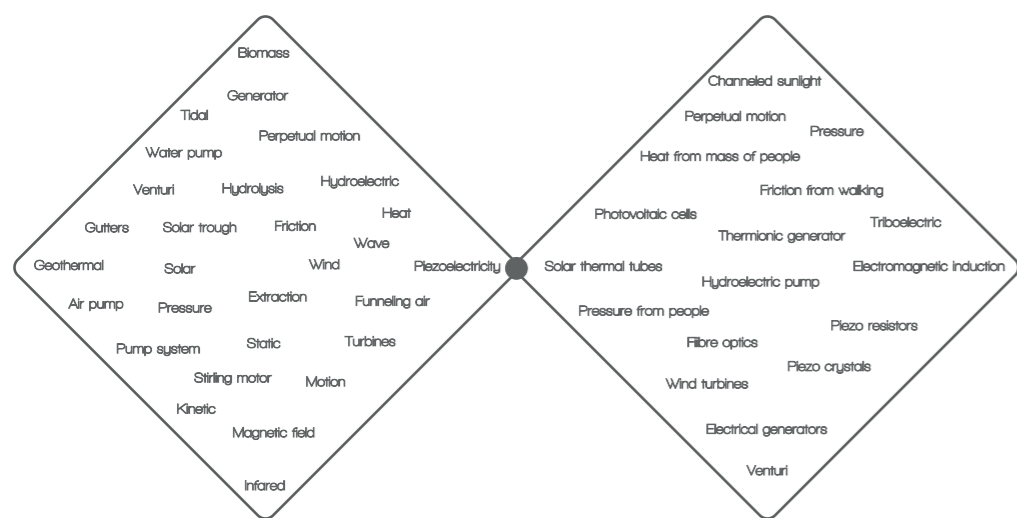 Biomass
Generator
Tidal
Perpetual motion
Water pump
Hydroelectric
Venturi
Hydrolysis
Heat
Gutters
Solar trough
Friction
Wave
Geothermal
Solar
Wind
Piezoelectricity
Air pump
Pressure
Extraction
Funneling air
Pump system
Static
Turbines
Stirling motor
Motion
Kinetic
Magnetic field
Infared
Channeled sunlight
Perpetual motion
Pressure
Heat from mass of people
Friction from walking
Photovoltaic cells
Triboelectric
Thermionic generator
Solar thermal tubes
Electromagnetic induction
Hydroelectric pump
Pressure from people
Piezo resistors
Fiibre optics
Piezo crystals
Wind turbines
Electrical generators
Venturi